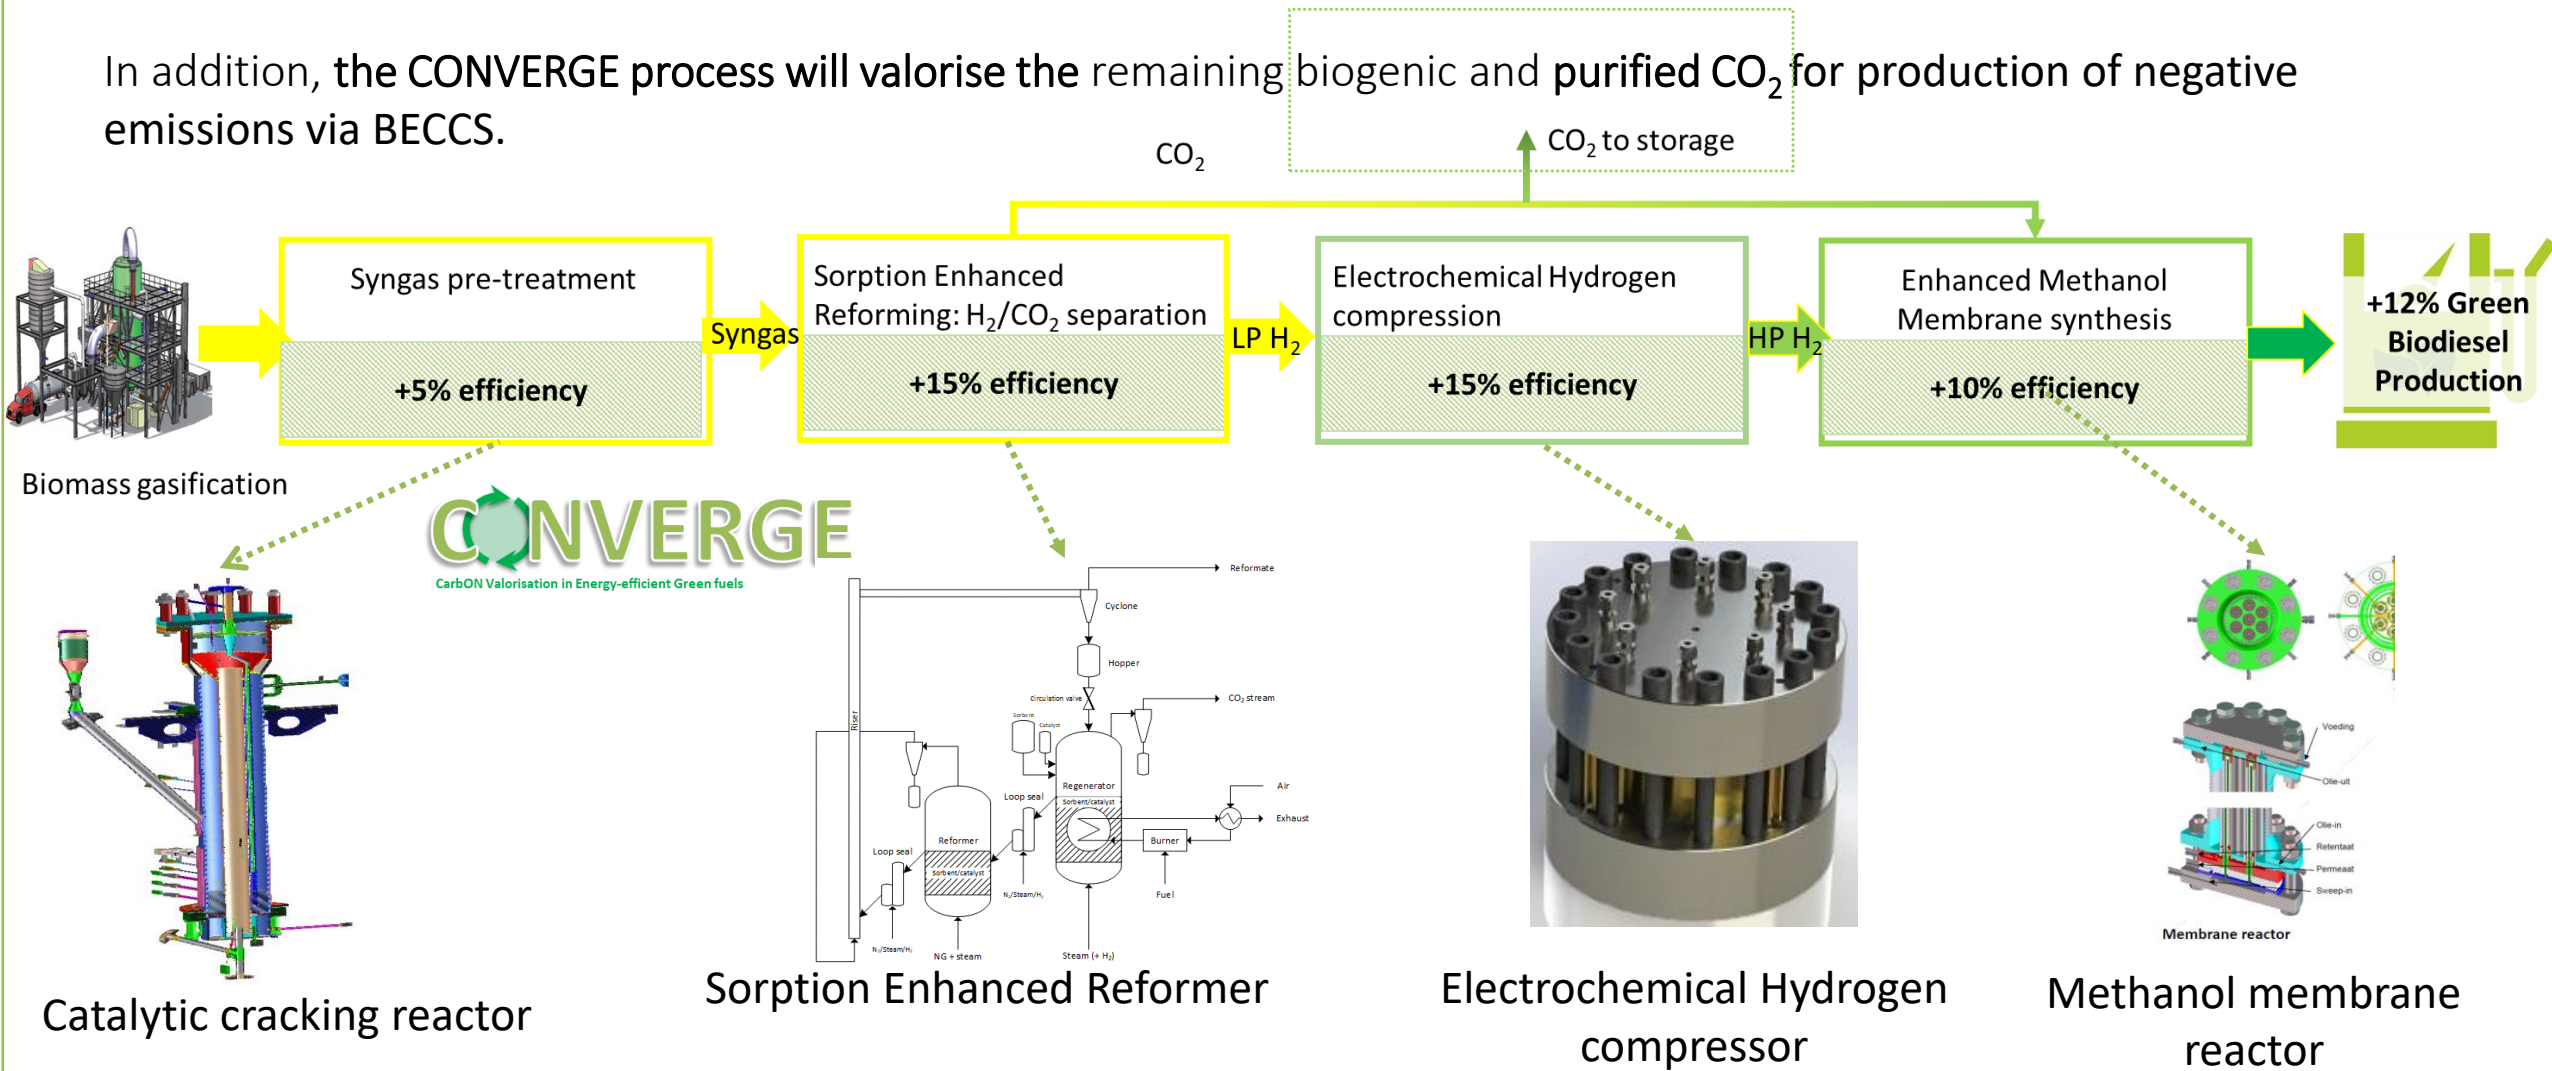 In addition, the CONVERGE process will valorise the remaining biogenic and purified CO₂ for production of negative
emissions via BECCS.
CO₂
CO₂ to storage
Syngas pre-treatment
+5% efficiency
Syngas
Sorption Enhanced
Reforming: H₂/CO₂ separation
+15% efficiency
LP H₂
Electrochemical Hydrogen
compression
+15% efficiency
HP H₂
Enhanced Methanol
Membrane synthesis
+10% efficiency
+12% Green
Biodiesel
Production
Biomass gasification
CONVERGE
CarbON Valorisation in Energy-efficient Green fuels
Reformate
Cyclone
Hopper
Circulation valve
CO₂ stream
Sorbent
Catalyst
Riser
Regenerator
Sorbent/catalyst
Air
Exhaust
Burner
Fuel
Loop seal
N₂/Steam/H₂
Reformer
Sorbent/catalyst
Loop seal
N₂/Steam/H₂
NG + steam
Steam (+ H₂)
Voeding
Olie-uit
Olie-in
Retentaat
Permeaat
Sweep-in
Membrane reactor
Catalytic cracking reactor
Sorption Enhanced Reformer
Electrochemical Hydrogen
compressor
Methanol membrane
reactor